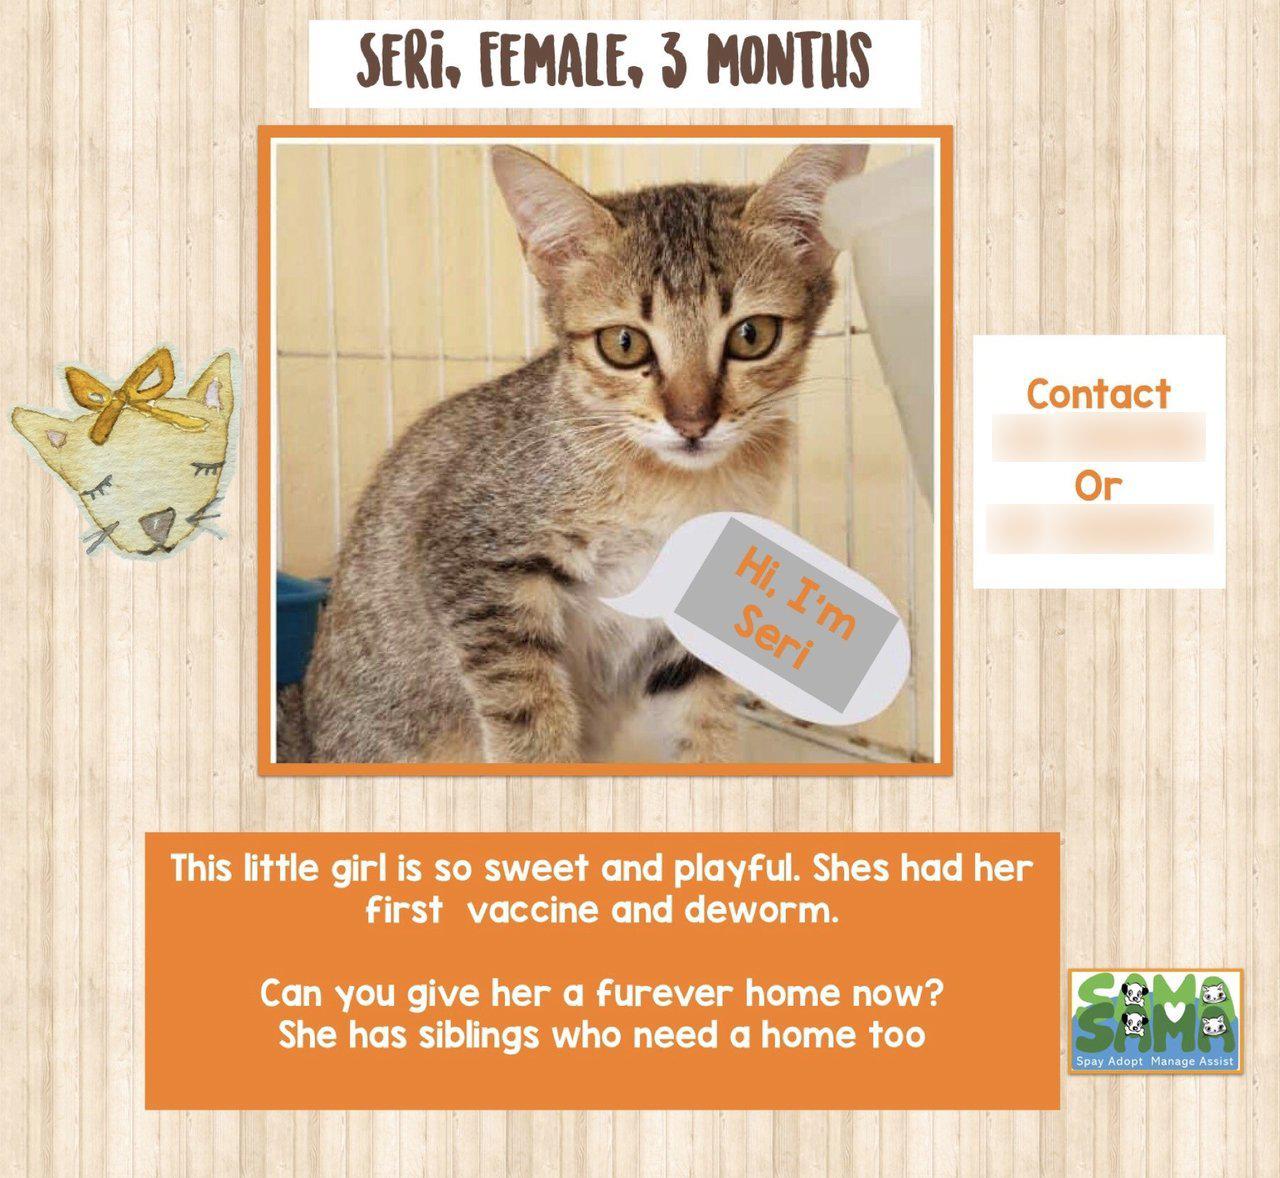 SERi, FEMALE, 3 MONTHS
Hi, I'm
Seri
Contact
Or
This little girl is so sweet and playful. Shes had her
first vaccine and deworm.
Can you give her a furever home now?
She has siblings who need a home too
SAMA
SAMA
Spay Adopt Manage Assist